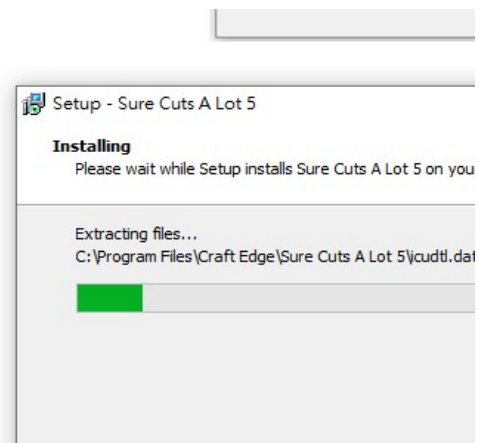 Setup - Sure Cuts A Lot 5
Installing
Please wait while Setup installs Sure Cuts A Lot 5 on you
Extracting files...
C:\Program Files\Craft Edge\Sure Cuts A Lot 5\icudtl.dat